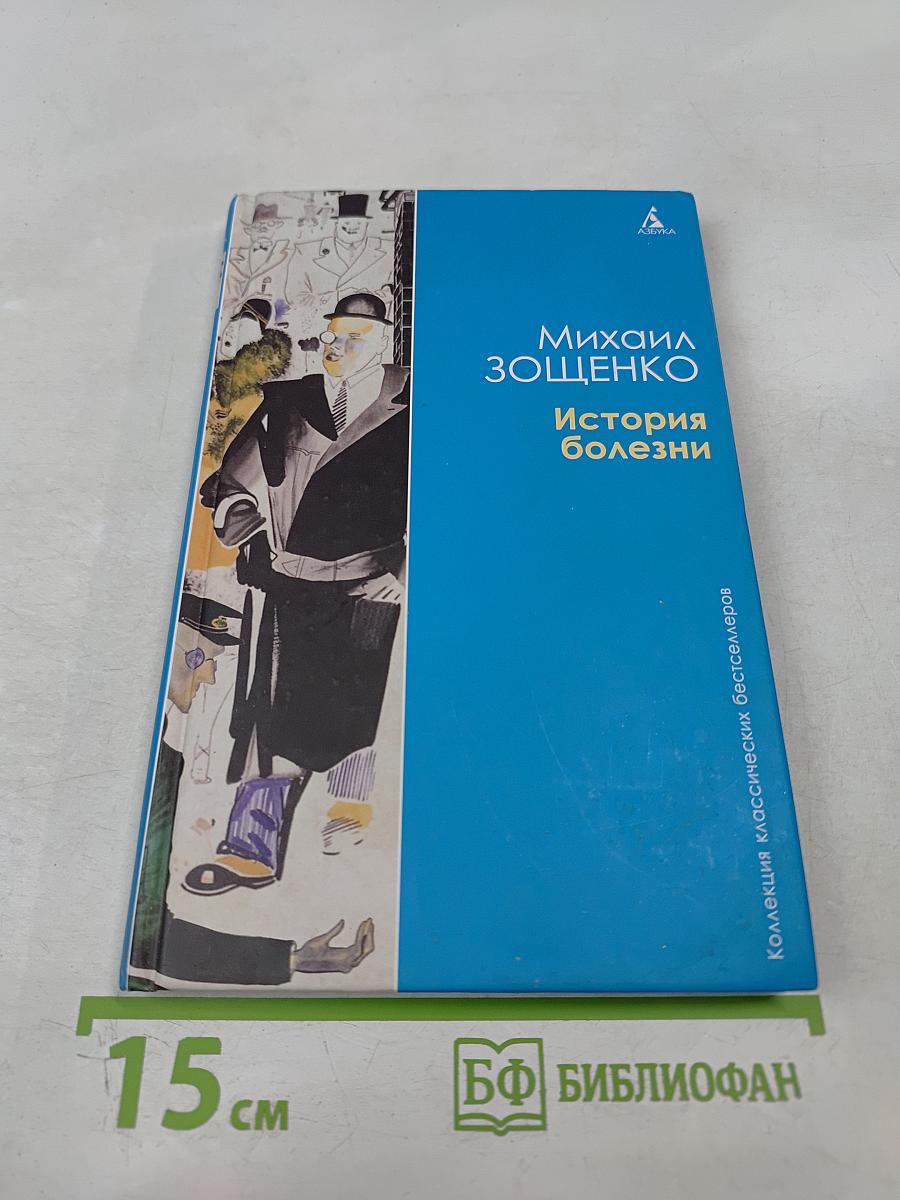 АЗБУКА
Михаил
ЗОЩЕНКО
История
болезни
Коллекция классических бестселлеров
15 см
БФ БИБЛИОФАН